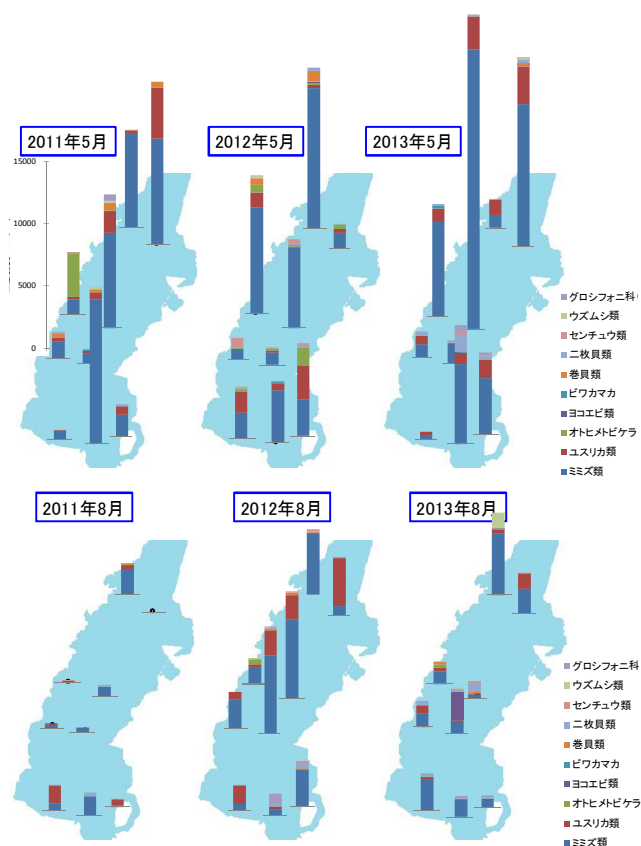 2011年5月
2012年5月
2013年5月
15000
10000
5000
0
グロシフォニ科
ウズムシ類
センチュウ類
二枚貝類
巻貝類
ビワカマカ
ヨコエビ類
オトヒメトビケラ
ユスリカ類
ミミズ類
2011年8月
2012年8月
2013年8月
グロシフォニ科
ウズムシ類
センチュウ類
二枚貝類
巻貝類
ビワカマカ
ヨコエビ類
オトヒメトビケラ
ユスリカ類
ミミズ類